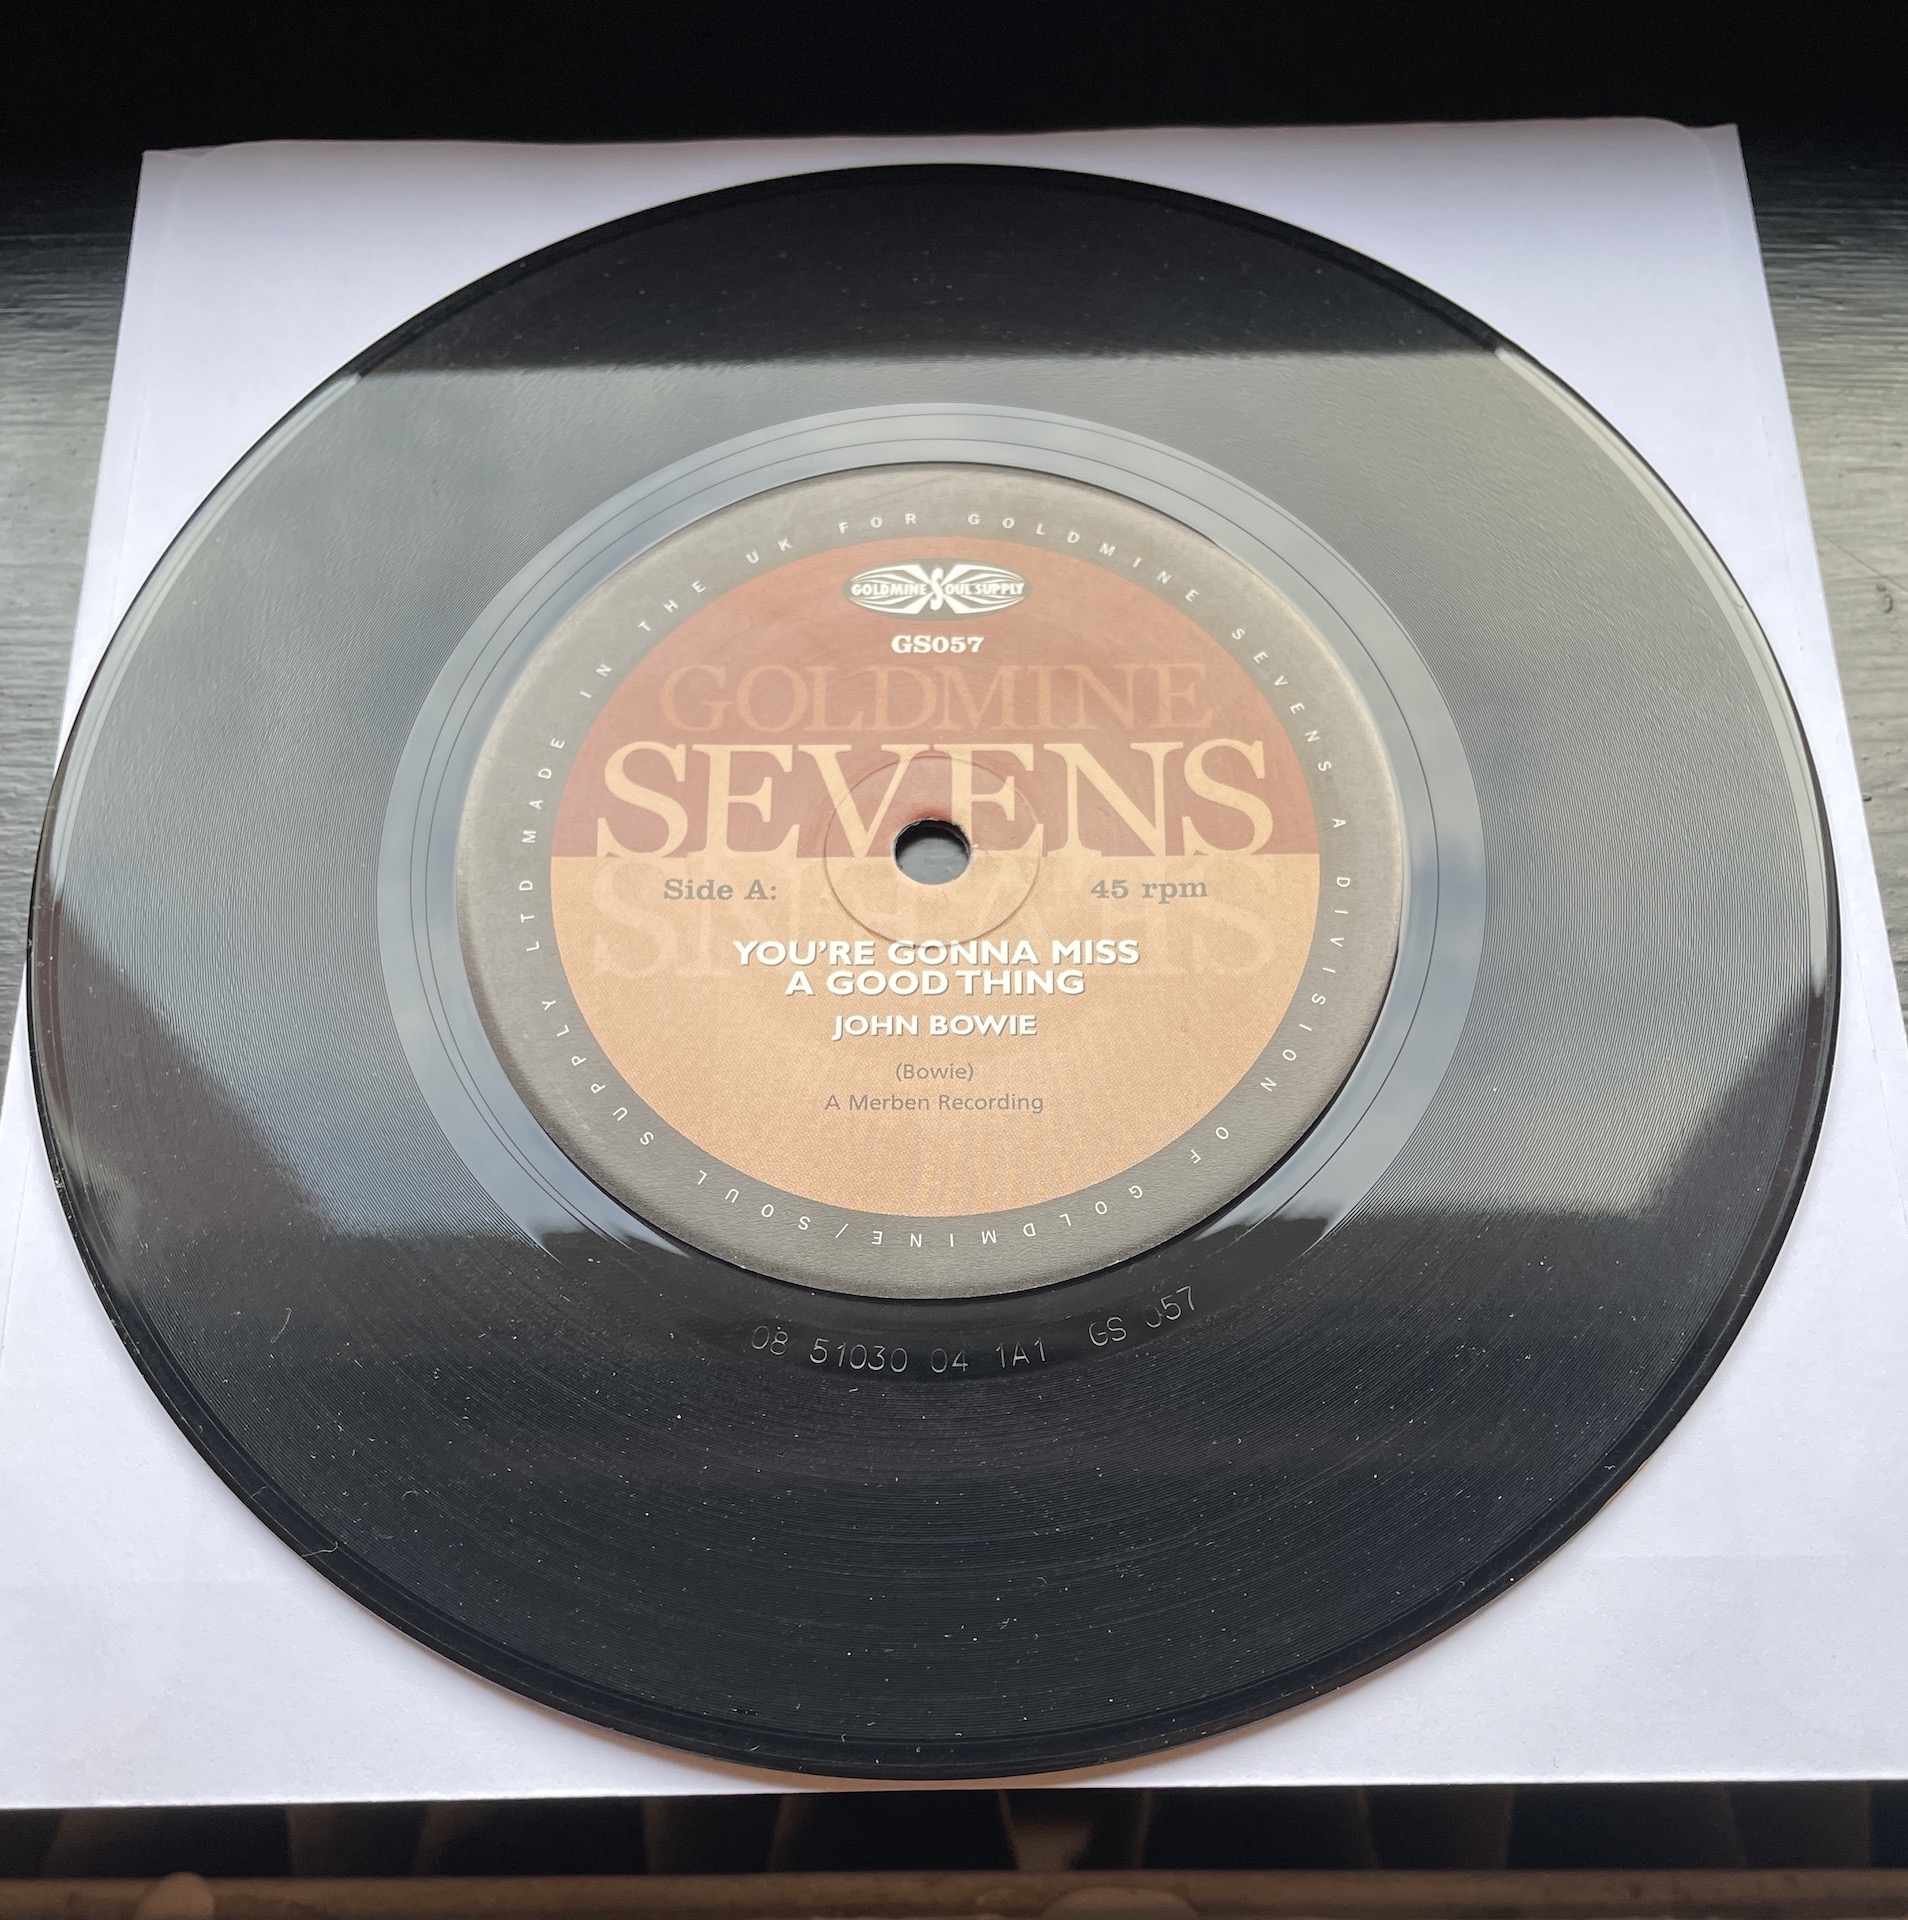 MADE IN THE UK FOR GOLDMINE SEVENS A DIVISION OF GOLDMINE/SOUL SUPPLY LTD
GOLDMINE SOUL SUPPLY
GS057
GOLDMINE
SEVENS
SEVENS
Side A: 45 rpm
YOU'RE GONNA MISS
A GOOD THING
JOHN BOWIE
(Bowie)
A Merben Recording
08 51030 04 1A1 GS 057